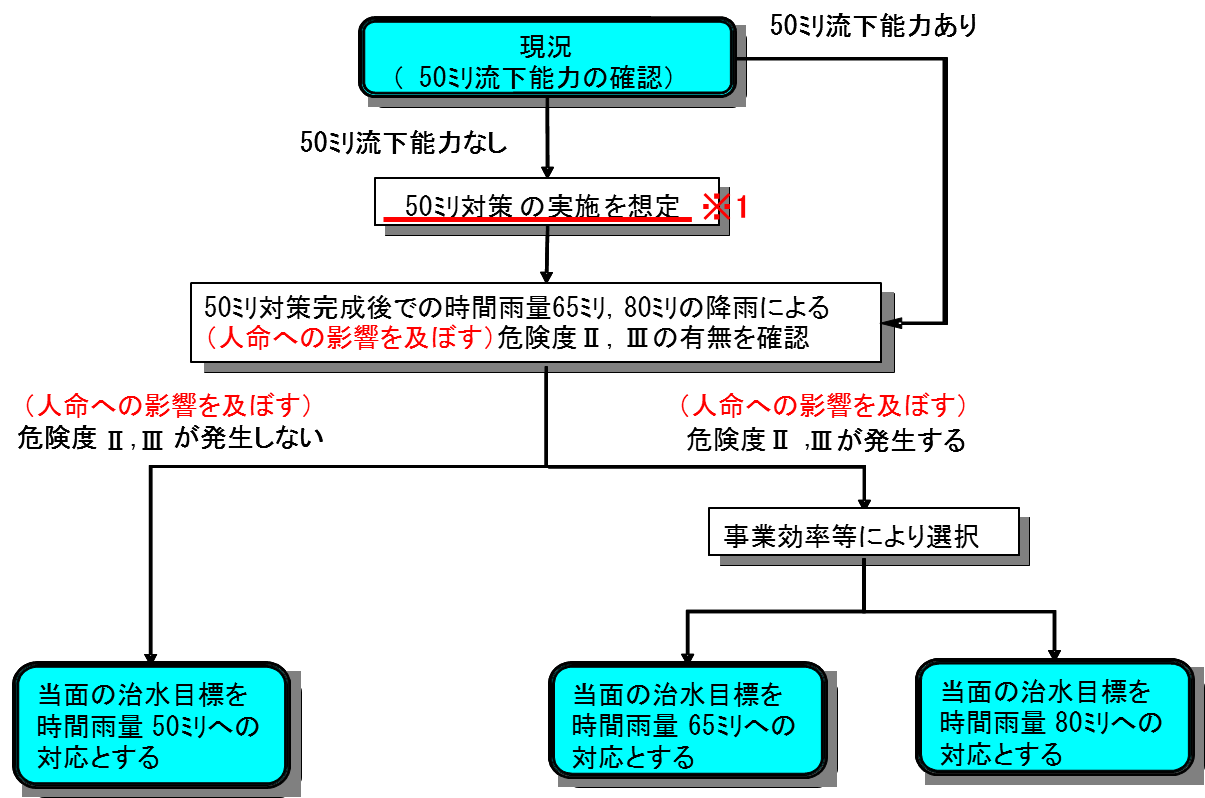 50ﾐﾘ流下能力あり
現況
( 50ﾐﾘ流下能力の確認)
50ﾐﾘ流下能力なし
50ﾐﾘ対策の実施を想定 ※1
50ﾐﾘ対策完成後での時間雨量65ﾐﾘ, 80ﾐﾘの降雨による
(人命への影響を及ぼす)危険度Ⅱ, Ⅲの有無を確認
(人命への影響を及ぼす)
危険度Ⅱ,Ⅲが発生しない
(人命への影響を及ぼす)
危険度Ⅱ ,Ⅲが発生する
事業効率等により選択
当面の治水目標を
時間雨量 50ﾐﾘへの
対応とする
当面の治水目標を
時間雨量 65ﾐﾘへの
対応とする
当面の治水目標を
時間雨量 80ﾐﾘへの
対応とする